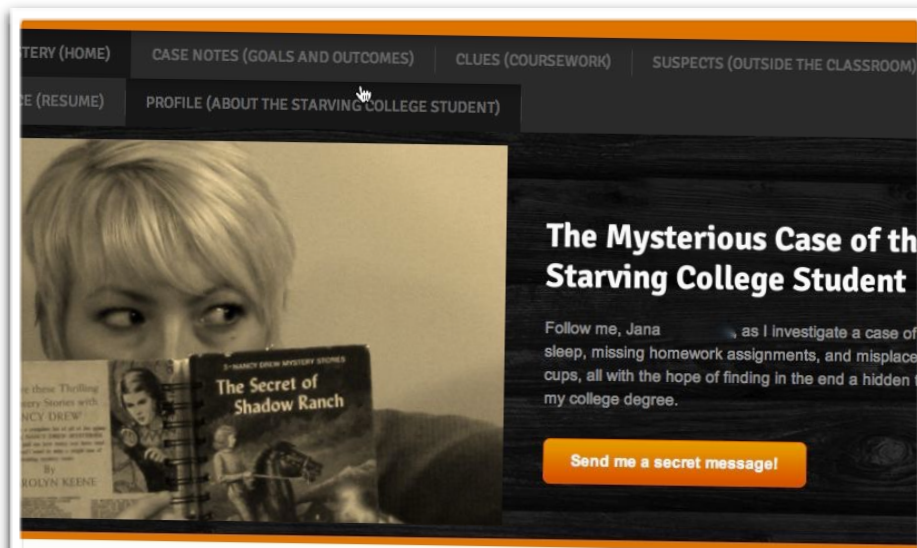 TERY (HOME)
CASE NOTES (GOALS AND OUTCOMES)
CLUES (COURSEWORK)
SUSPECTS (OUTSIDE THE CLASSROOM)
CE (RESUME)
PROFILE (ABOUT THE STARVING COLLEGE STUDENT)
The Mysterious Case of th
Starving College Student
Follow me, Jana , as I investigate a case of
sleep, missing homework assignments, and misplace
cups, all with the hope of finding in the end a hidden t
my college degree.
Send me a secret message!
5-NANCY DREW MYSTERY STORIES
The Secret of
Shadow Ranch
e these Thrilling
ery Stories with
NCY DREW
By
ROLYN KEENE